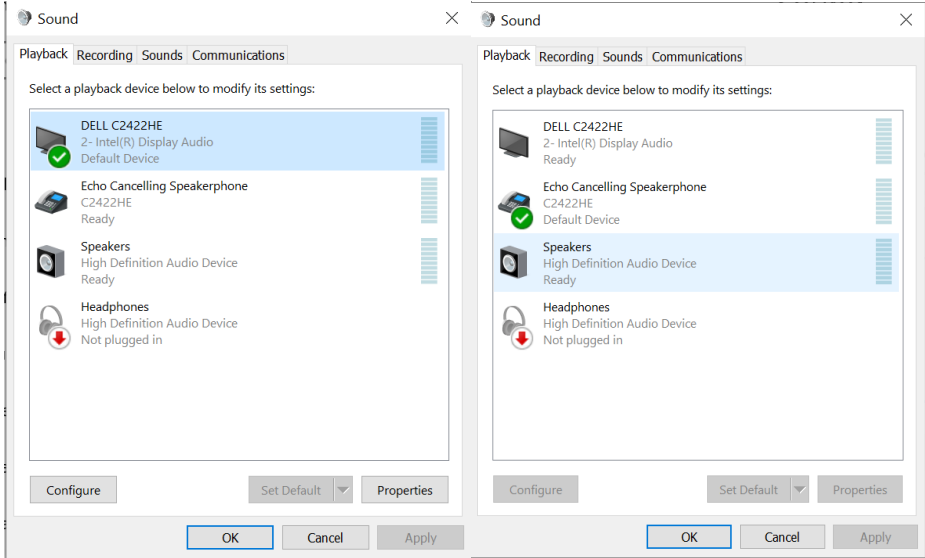 Sound
Playback Recording Sounds Communications
Select a playback device below to modify its settings:
DELL C2422HE
2- Intel(R) Display Audio
Default Device
Echo Cancelling Speakerphone
C2422HE
Ready
Speakers
High Definition Audio Device
Ready
Headphones
High Definition Audio Device
Not plugged in
Configure Set Default Properties
OK Cancel Apply
Sound
Playback Recording Sounds Communications
Select a playback device below to modify its settings:
DELL C2422HE
2- Intel(R) Display Audio
Ready
Echo Cancelling Speakerphone
C2422HE
Default Device
Speakers
High Definition Audio Device
Ready
Headphones
High Definition Audio Device
Not plugged in
Configure Set Default Properties
OK Cancel Apply